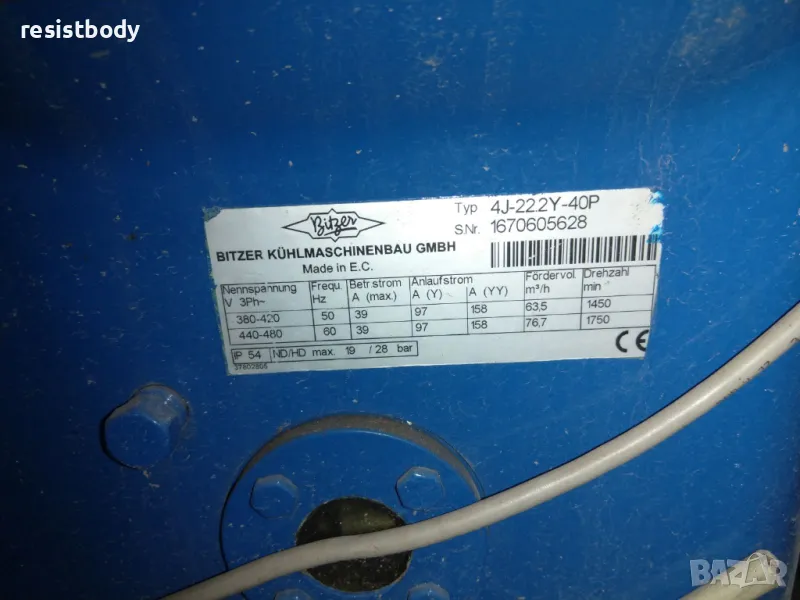 resistbody
Bitzer
Typ 4J-22.2Y-40P
S.Nr. 1670605628
BITZER KÜHLMASCHINENBAU GMBH
Made in E.C.
Nennspannung Frequ. Betr.strom Anlaufstrom Fördervol. Drehzahl
V 3Ph~ Hz A (max.) A (Y) A (YY) m³/h min
380-420 50 39 97 158 63,5 1450
440-480 60 39 97 158 76,7 1750
IP 54 ND/HD max. 19 / 28 bar
CE
37602805
BAZAR